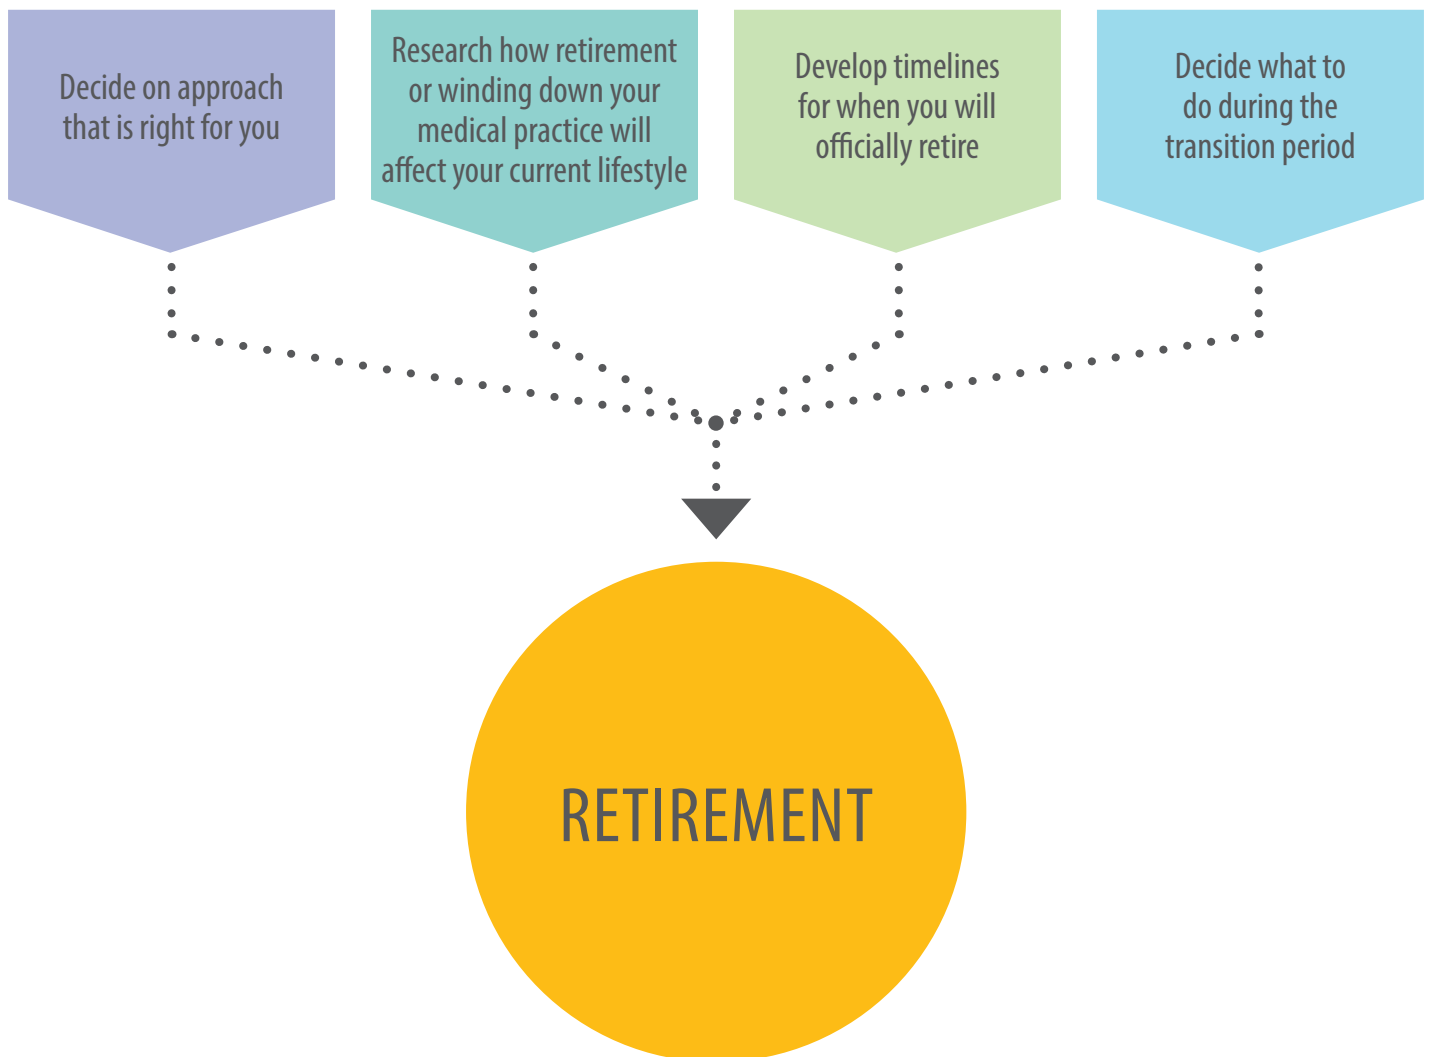 Decide on approach
that is right for you
Research how retirement
or winding down your
medical practice will
affect your current lifestyle
Develop timelines
for when you will
officially retire
Decide what to
do during the
transition period
RETIREMENT